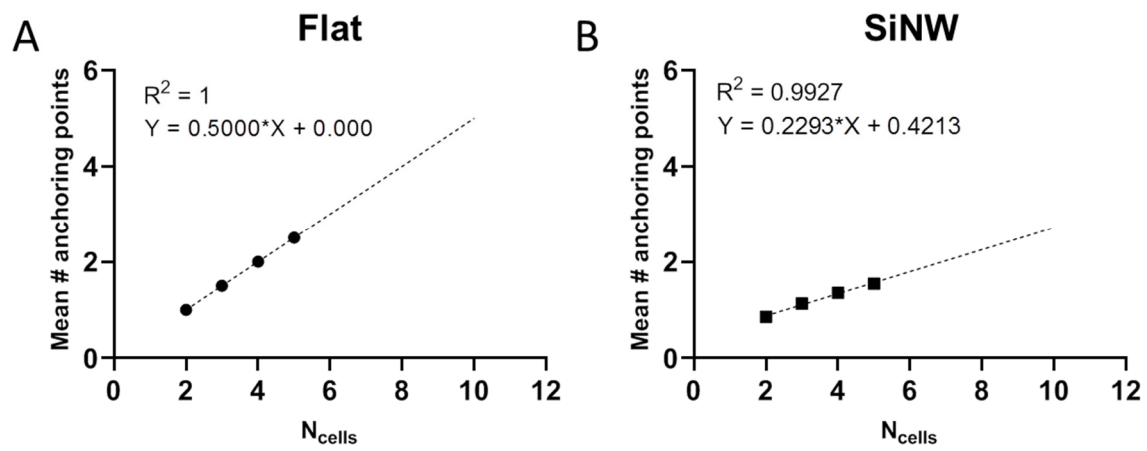 A
Flat
Mean # anchoring points
R² = 1
Y = 0.5000*X + 0.000
6
4
2
0
0 2 4 6 8 10 12
N_cells
B
SiNW
Mean # anchoring points
R² = 0.9927
Y = 0.2293*X + 0.4213
6
4
2
0
0 2 4 6 8 10 12
N_cells